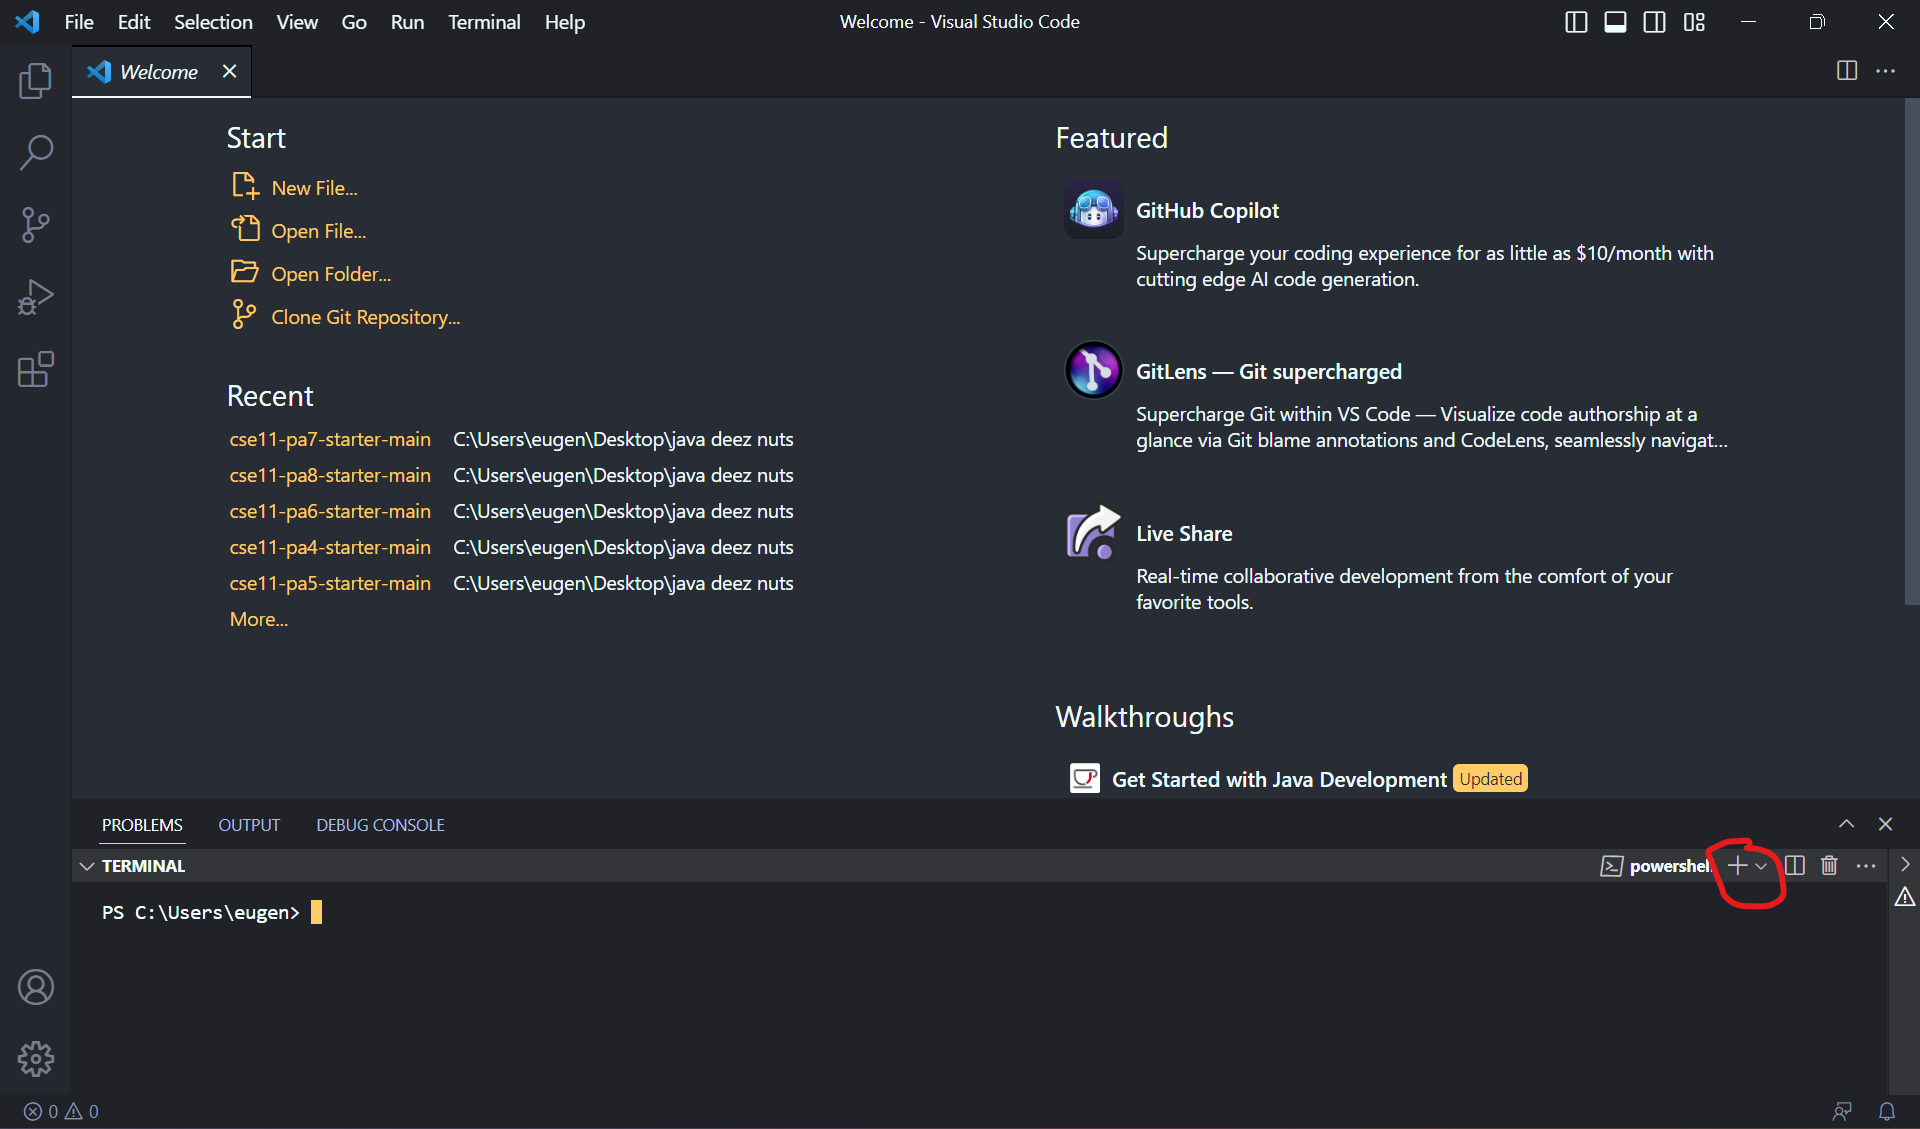 File Edit Selection View Go Run Terminal Help Welcome - Visual Studio Code
Welcome
Start
New File...
Open File...
Open Folder...
Clone Git Repository...
Recent
cse11-pa7-starter-main C:\Users\eugen\Desktop\java deez nuts
cse11-pa8-starter-main C:\Users\eugen\Desktop\java deez nuts
cse11-pa6-starter-main C:\Users\eugen\Desktop\java deez nuts
cse11-pa4-starter-main C:\Users\eugen\Desktop\java deez nuts
cse11-pa5-starter-main C:\Users\eugen\Desktop\java deez nuts
More...
Featured
GitHub Copilot
Supercharge your coding experience for as little as $10/month with
cutting edge AI code generation.
GitLens — Git supercharged
Supercharge Git within VS Code — Visualize code authorship at a
glance via Git blame annotations and CodeLens, seamlessly navigat...
Live Share
Real-time collaborative development from the comfort of your
favorite tools.
Walkthroughs
Get Started with Java Development Updated
PROBLEMS OUTPUT DEBUG CONSOLE
TERMINAL powershell
PS C:\Users\eugen>
0 0